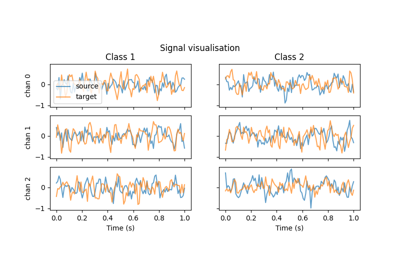 Signal visualisation
Class 1
Class 2
chan 0
0
−1
source
target
chan 1
0
−1
chan 2
0
−1
0.0 0.2 0.4 0.6 0.8 1.0
0.0 0.2 0.4 0.6 0.8 1.0
Time (s)
Time (s)